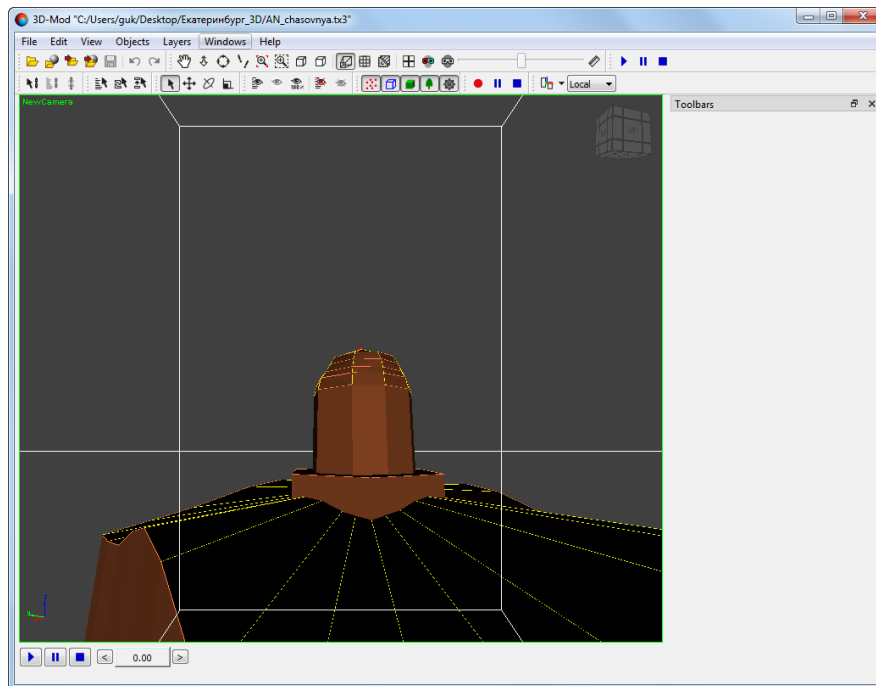 3D-Mod "C:/Users/guk/Desktop/Екатеринбург_3D/AN_chasovnya.tx3"
File Edit View Objects Layers Windows Help
100%
Local
NewCamera
Toolbars
< 0.00 >